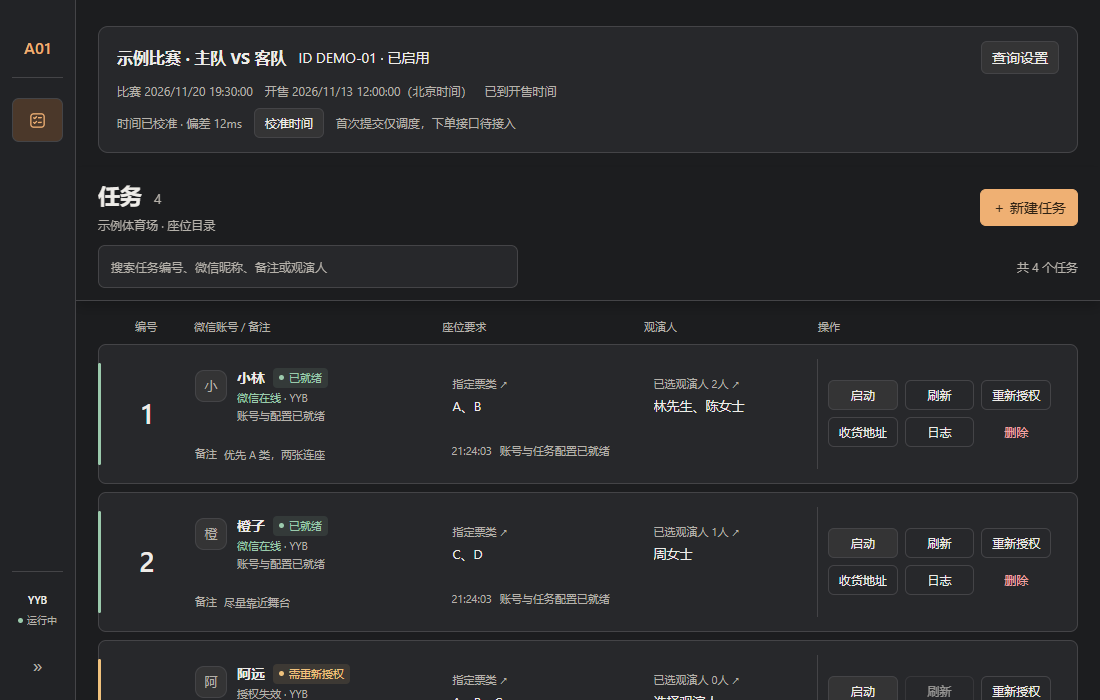 A01
示例比赛 · 主队 VS 客队 ID DEMO-01 · 已启用
查询设置
比赛 2026/11/20 19:30:00 开售 2026/11/13 12:00:00（北京时间） 已到开售时间
时间已校准 · 偏差 12ms 校准时间 首次提交仅调度，下单接口待接入
任务 4
示例体育场 · 座位目录
+ 新建任务
搜索任务编号、微信昵称、备注或观演人
共 4 个任务
编号 微信账号 / 备注 座位要求 观演人 操作
1
小
小林 已就绪
微信在线 · YYB
账号与配置已就绪
备注 优先 A 类，两张连座
指定票类 ↗
A、B
21:24:03 账号与任务配置已就绪
已选观演人 2人 ↗
林先生、陈女士
启动 刷新 重新授权
收货地址 日志 删除
2
橙
橙子 已就绪
微信在线 · YYB
账号与配置已就绪
备注 尽量靠近舞台
指定票类 ↗
C、D
21:24:03 账号与任务配置已就绪
已选观演人 1人 ↗
周女士
启动 刷新 重新授权
收货地址 日志 删除
阿
阿远 需重新授权
授权失效 · YYB
指定票类 ↗
已选观演人 0人 ↗
选择观演人
启动 刷新 重新授权
YYB
运行中
»